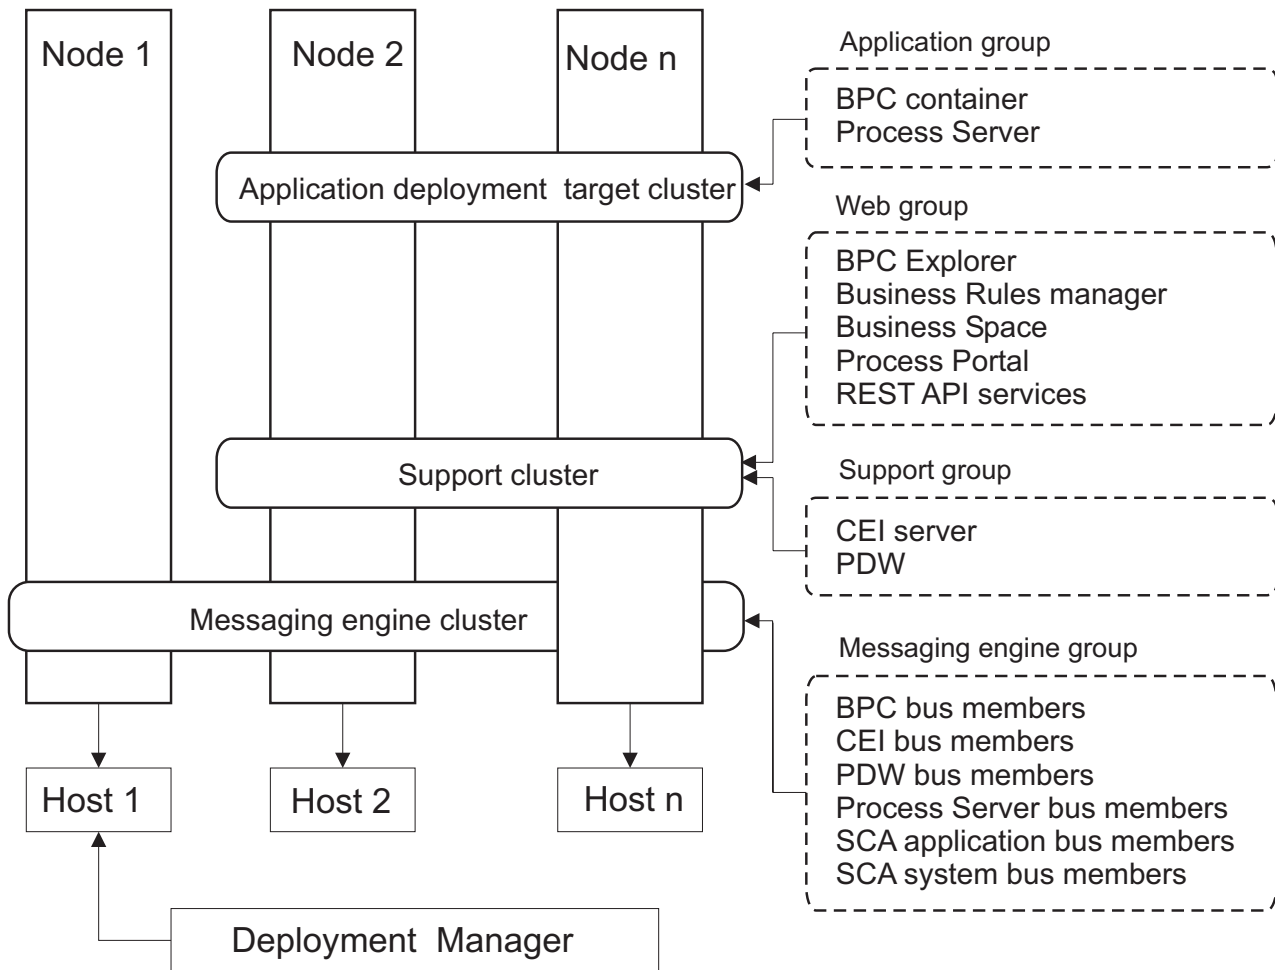 Node 1
Node 2
Node n
Application deployment target cluster
Support cluster
Messaging engine cluster
Host 1
Host 2
Host n
Deployment Manager
Application group
BPC container
Process Server
Web group
BPC Explorer
Business Rules manager
Business Space
Process Portal
REST API services
Support group
CEI server
PDW
Messaging engine group
BPC bus members
CEI bus members
PDW bus members
Process Server bus members
SCA application bus members
SCA system bus members